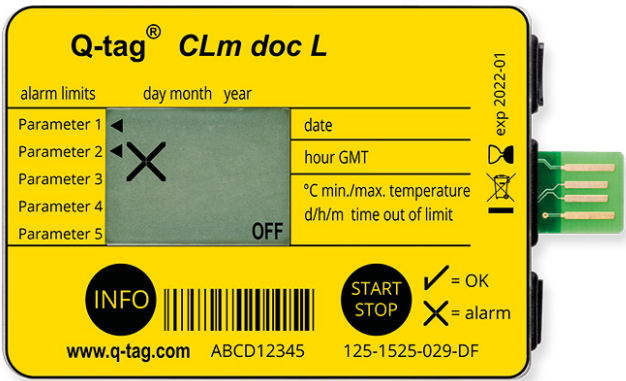 Q-tag® CLm doc L
alarm limits day month year
Parameter 1
Parameter 2
Parameter 3
Parameter 4
Parameter 5
OFF
date
hour GMT
°C min./max. temperature
d/h/m time out of limit
exp 2022-01
INFO
START
STOP
= OK
= alarm
www.q-tag.com ABCD12345 125-1525-029-DF